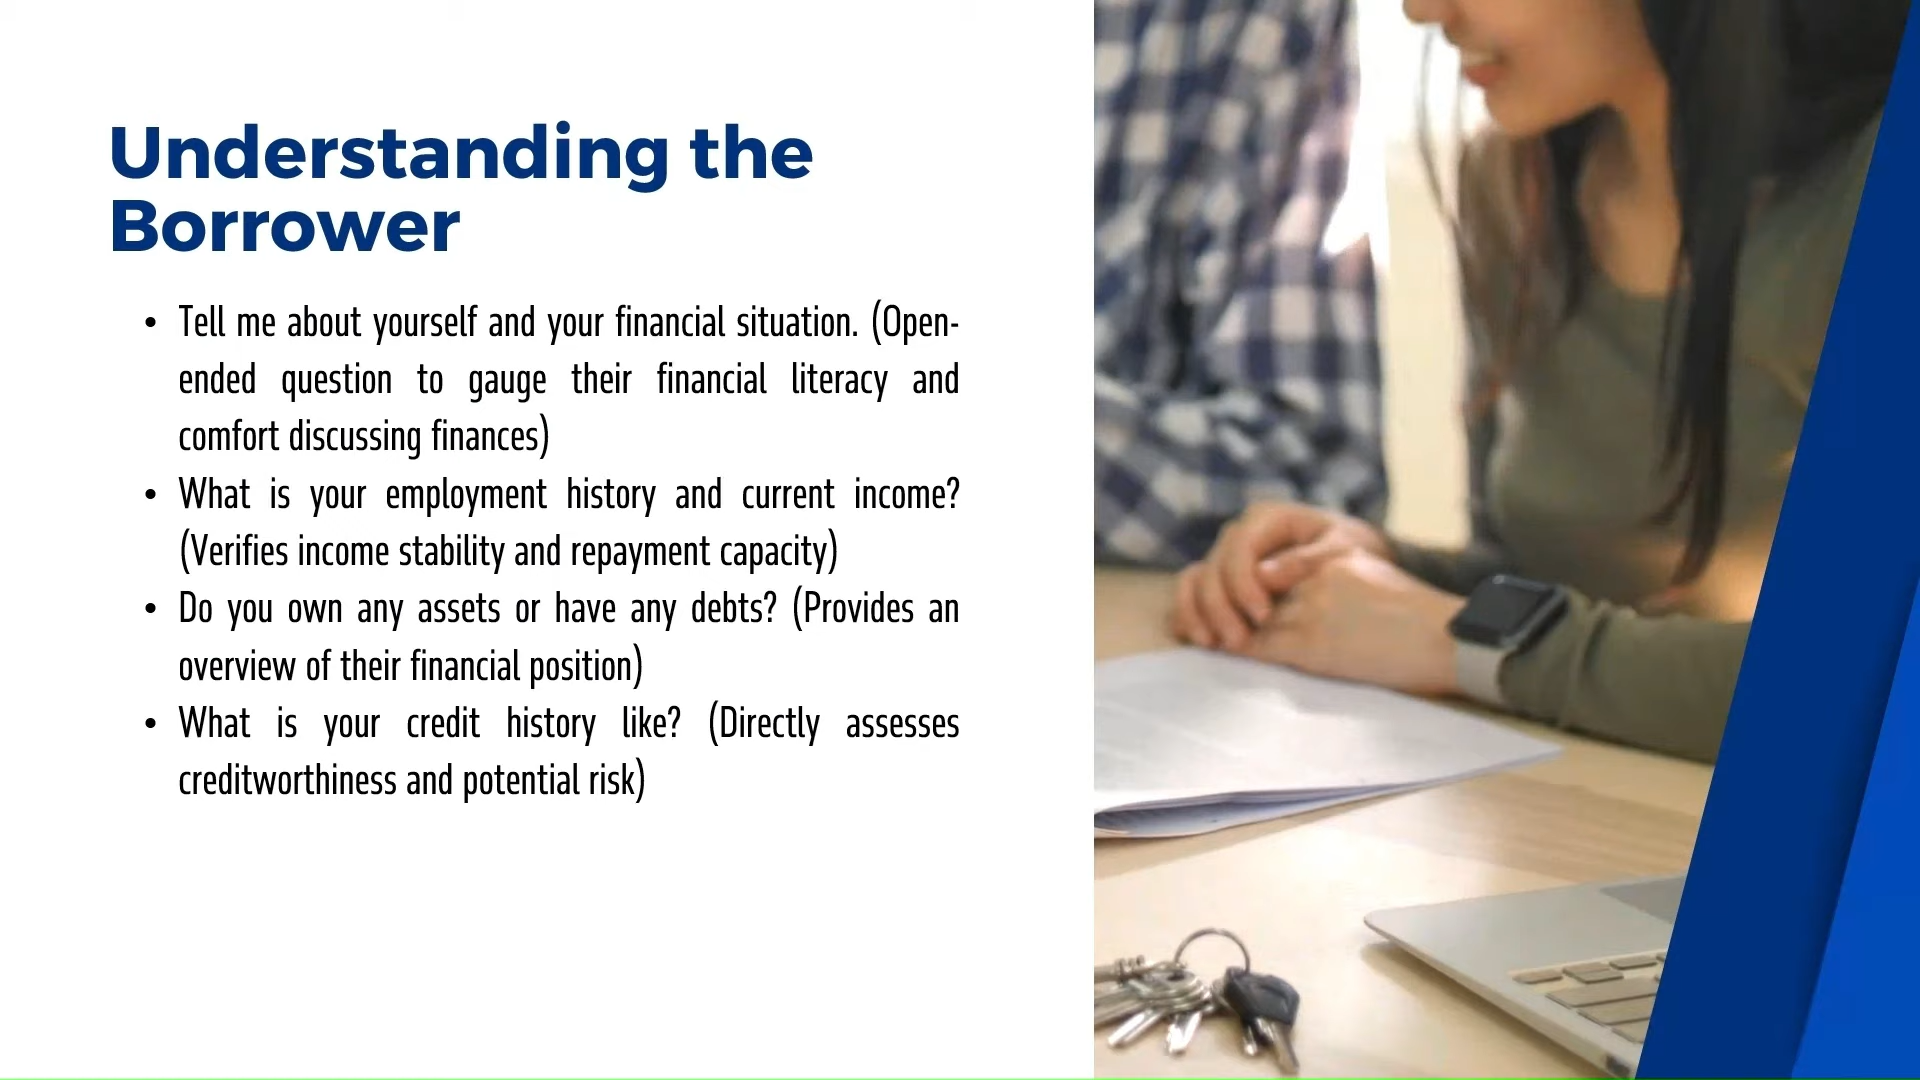 Understanding the
Borrower
• Tell me about yourself and your financial situation. (Open-
ended question to gauge their financial literacy and
comfort discussing finances)
• What is your employment history and current income?
(Verifies income stability and repayment capacity)
• Do you own any assets or have any debts? (Provides an
overview of their financial position)
• What is your credit history like? (Directly assesses
creditworthiness and potential risk)